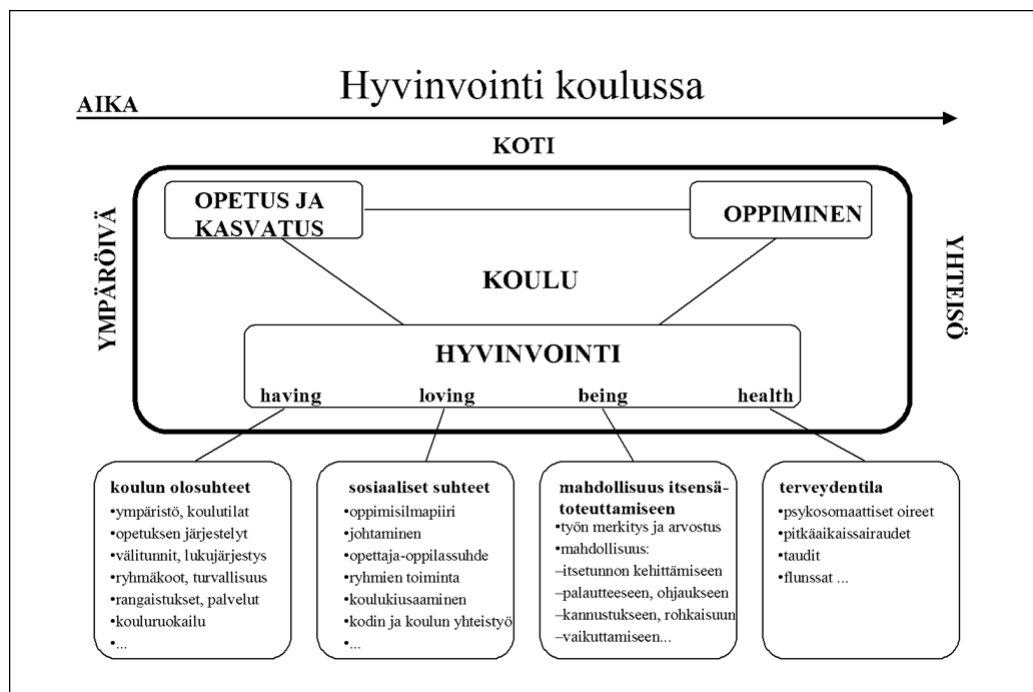 Hyvinvointi koulussa
AIKA
KOTI
YMPÄRÖIVÄ
OPETUS JA
KASVATUS
OPPIMINEN
YHTEISÖ
KOULU
HYVINVOINTI
having loving being health
koulun olosuhteet
•ympäristö, koulutilat
•opetuksen järjestelyt
•välitunnit, lukujärjestys
•ryhmäkoot, turvallisuus
•rangaistukset, palvelut
•kouluruokailu
•...
sosiaaliset suhteet
•oppimisilmapiiri
•johtaminen
•opettaja-oppilassuhde
•ryhmien toiminta
•koulukiusaaminen
•kodin ja koulun yhteistyö
•...
mahdollisuus itsensä-
toteuttamiseen
•työn merkitys ja arvostus
•mahdollisuus:
–itsetunnon kehittämiseen
–palautteeseen, ohjaukseen
–kannustukseen, rohkaisuun
–vaikuttamiseen...
terveydentila
•psykosomaattiset oireet
•pitkäaikaissairaudet
•taudit
•flunssat ...